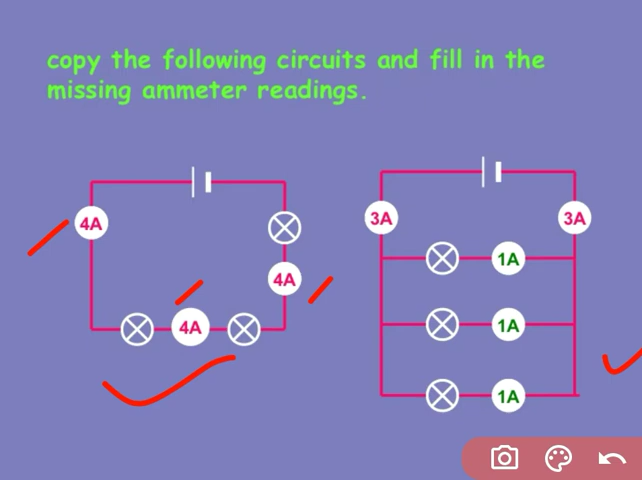 copy the following circuits and fill in the
missing ammeter readings.
4A
4A
4A
3A
3A
1A
1A
1A